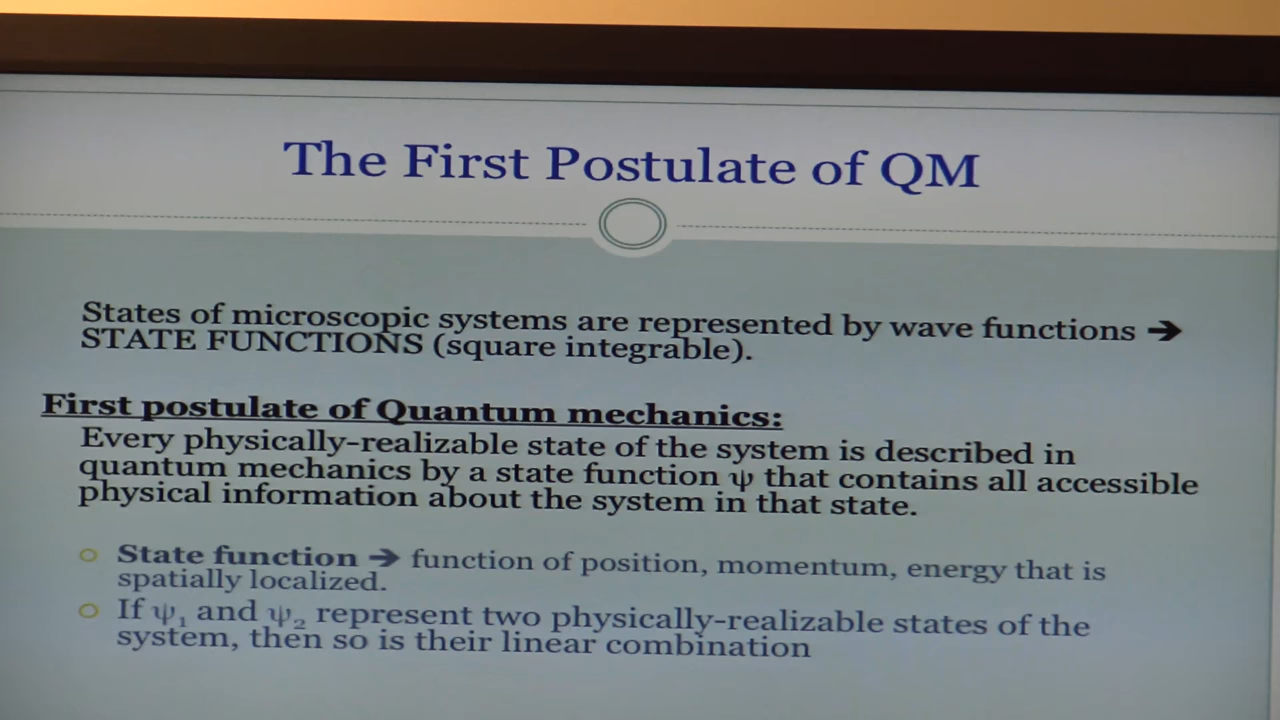 The First Postulate of QM
States of microscopic systems are represented by wave functions ➔
STATE FUNCTIONS (square integrable).
First postulate of Quantum mechanics:
Every physically-realizable state of the system is described in
quantum mechanics by a state function ψ that contains all accessible
physical information about the system in that state.
State function ➔ function of position, momentum, energy that is
spatially localized.
If ψ₁ and ψ₂ represent two physically-realizable states of the
system, then so is their linear combination